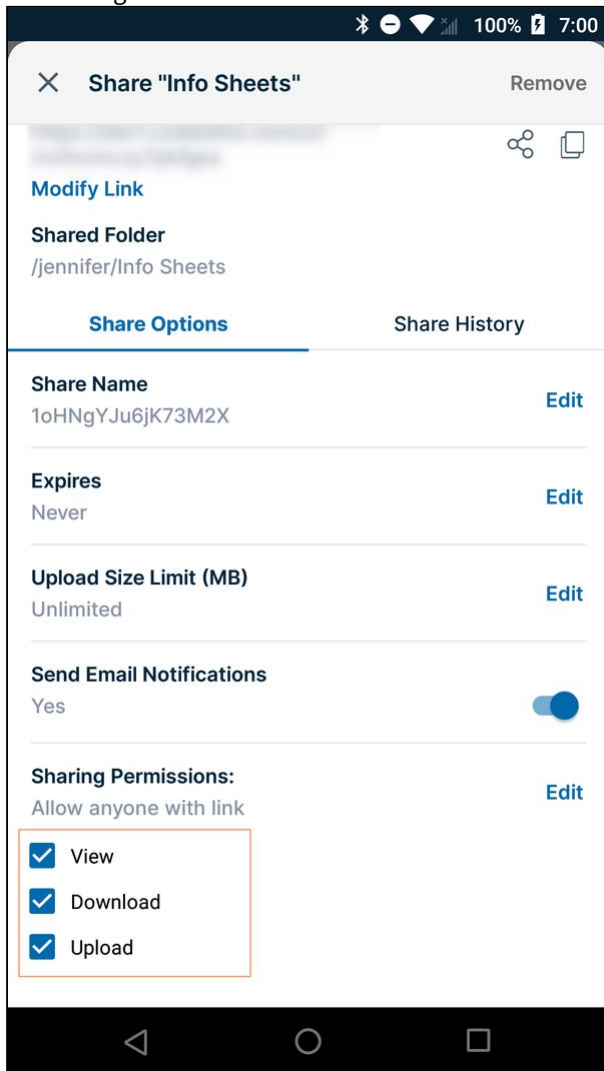 100% 7:00
Share "Info Sheets" Remove
Modify Link
Shared Folder
/jennifer/Info Sheets
Share Options Share History
Share Name
1oHNgYJu6jK73M2X Edit
Expires
Never Edit
Upload Size Limit (MB)
Unlimited Edit
Send Email Notifications
Yes
Sharing Permissions:
Allow anyone with link Edit
View
Download
Upload